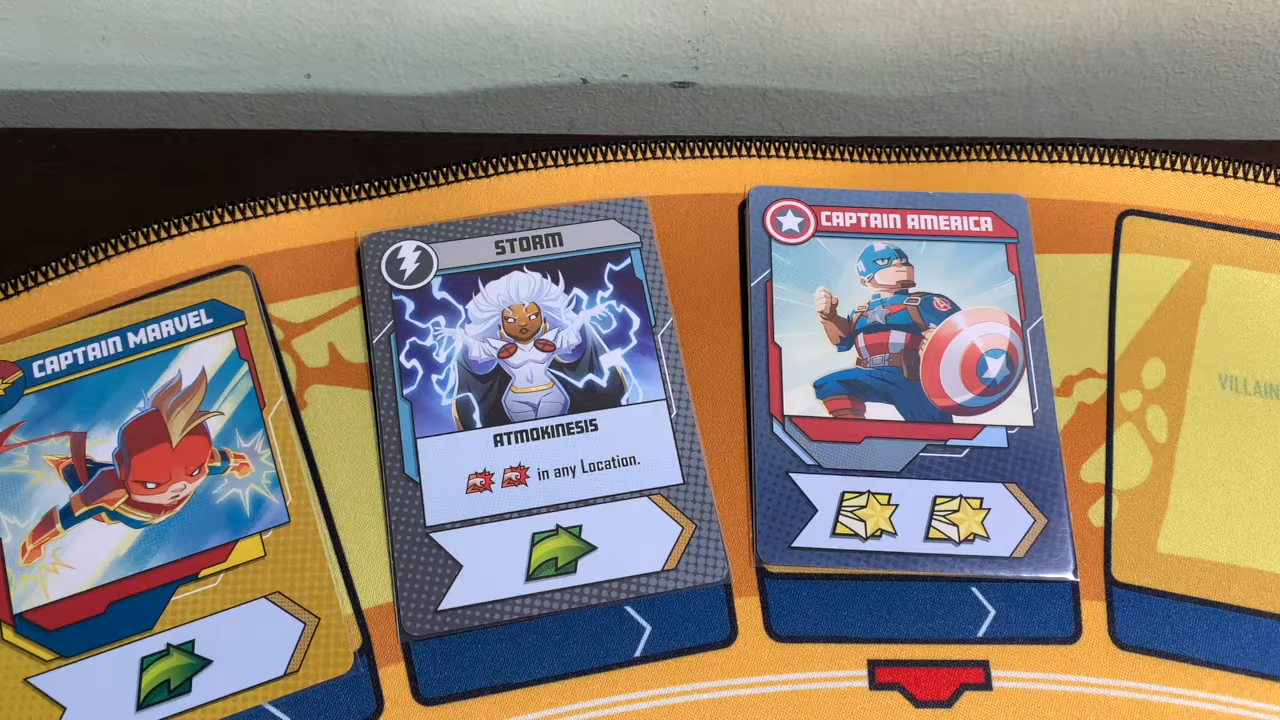 CAPTAIN MARVEL
STORM
ATMOKINESIS
in any Location.
CAPTAIN AMERICA
VILLAIN